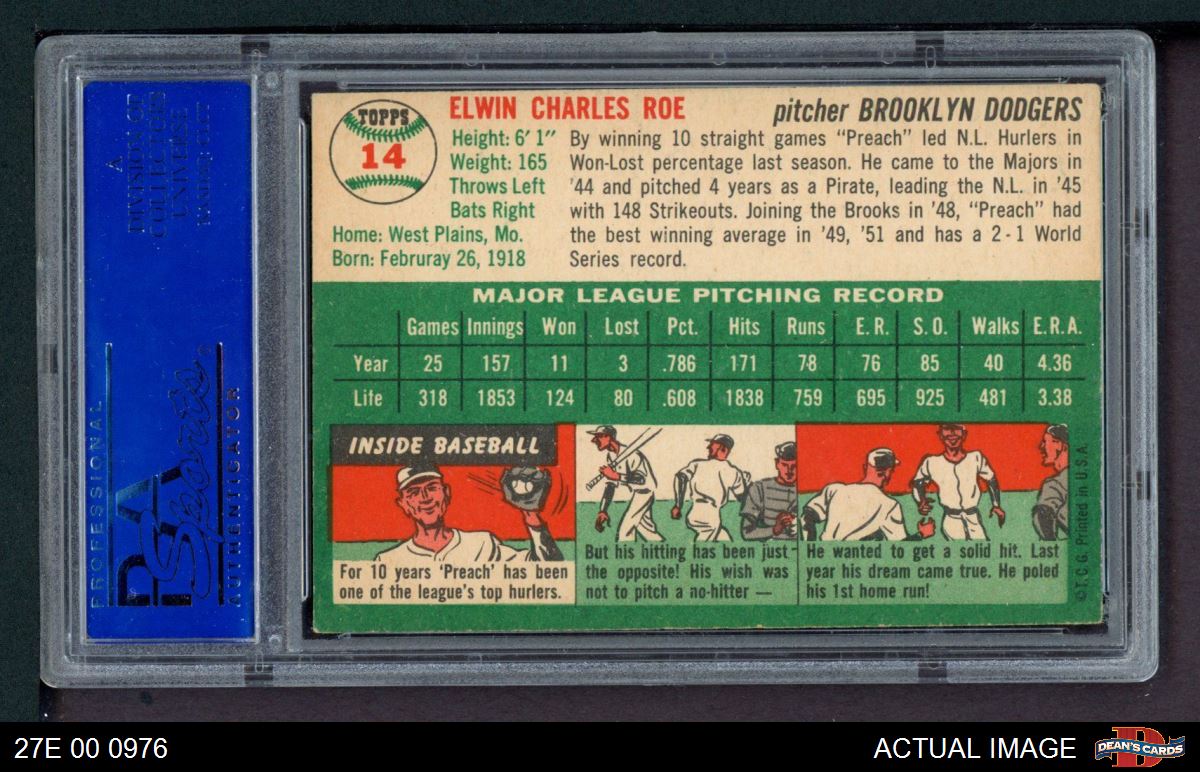 A
DIVISION OF
COLLECTORS
UNIVERSE
NASDAQ: CLCT
PROFESSIONAL
PSA
Sports
AUTHENTICATOR
TOPPS
14
ELWIN CHARLES ROE
pitcher BROOKLYN DODGERS
Height: 6' 1"
Weight: 165
Throws Left
Bats Right
Home: West Plains, Mo.
Born: Februray 26, 1918
By winning 10 straight games "Preach" led N.L. Hurlers in
Won-Lost percentage last season. He came to the Majors in
'44 and pitched 4 years as a Pirate, leading the N.L. in '45
with 148 Strikeouts. Joining the Brooks in '48, "Preach" had
the best winning average in '49, '51 and has a 2-1 World
Series record.
MAJOR LEAGUE PITCHING RECORD
Games Innings Won Lost Pct. Hits Runs E.R. S.O. Walks E.R.A.
Year 25 157 11 3 .786 171 78 76 85 40 4.36
Life 318 1853 124 80 .608 1838 759 695 925 481 3.38
INSIDE BASEBALL
For 10 years 'Preach' has been
one of the league's top hurlers.
But his hitting has been just
the opposite! His wish was
not to pitch a no-hitter —
He wanted to get a solid hit. Last
year his dream came true. He poled
his 1st home run!
© T.C.G. Printed in U.S.A.
27E 00 0976
ACTUAL IMAGE
D
DEAN'S CARDS